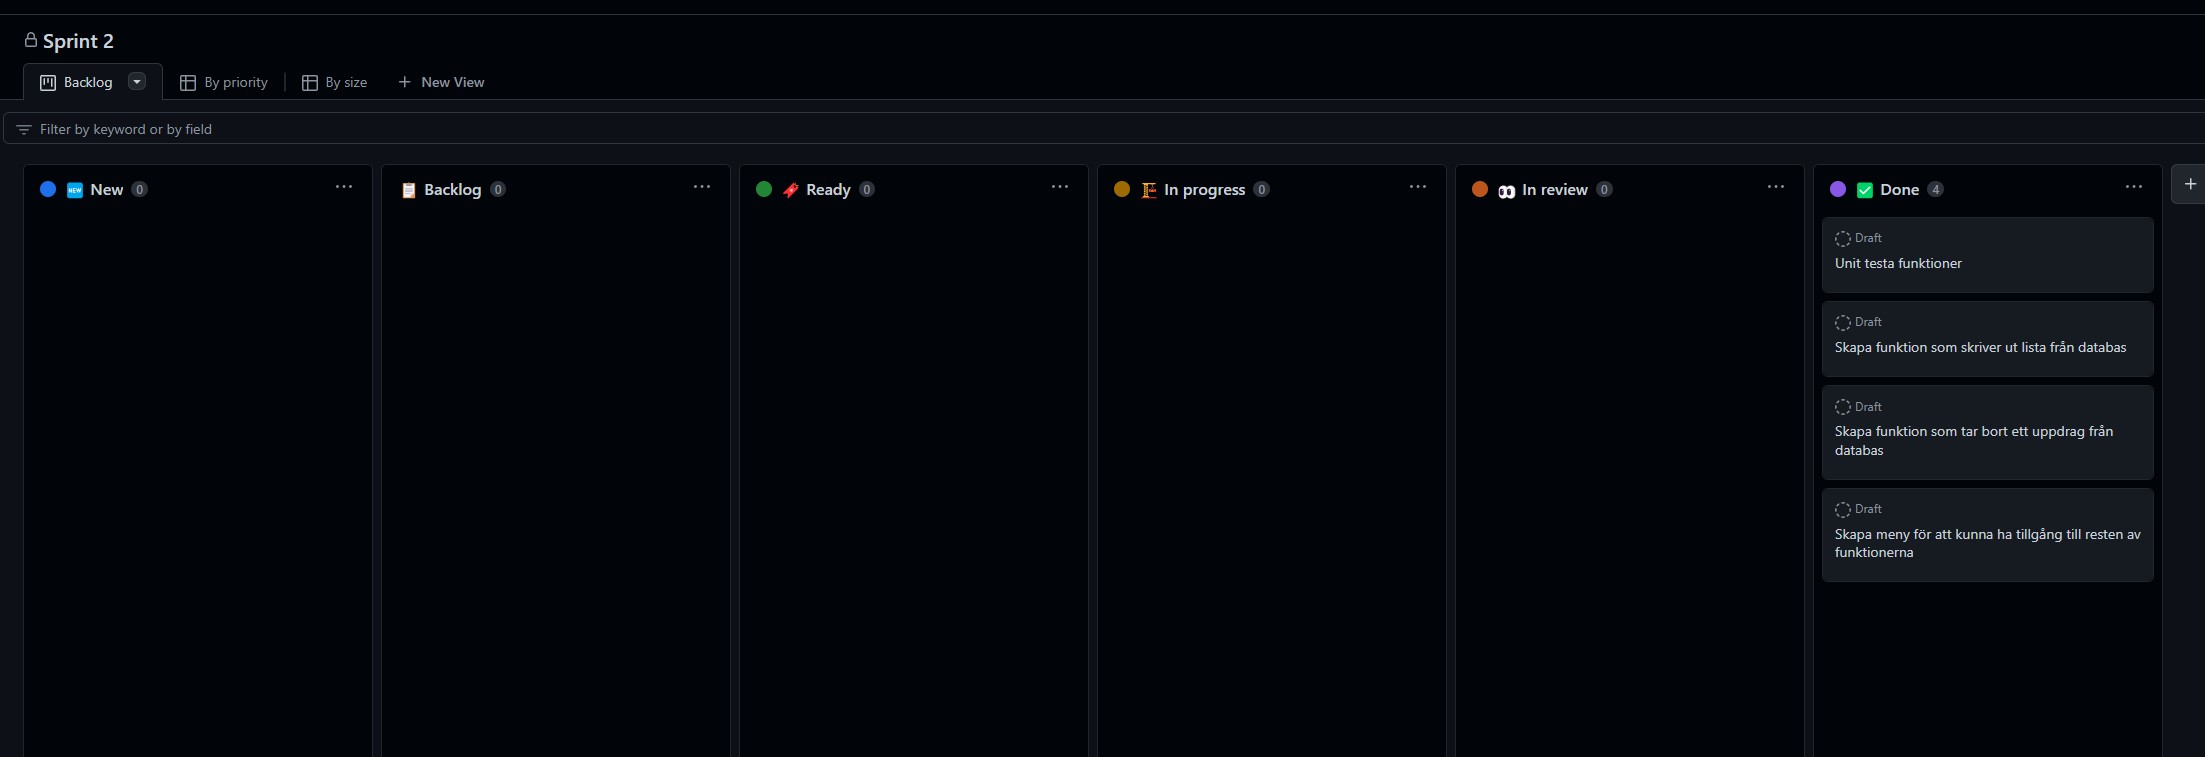 Sprint 2
Backlog By priority By size New View
Filter by keyword or by field
NEW New 0
Backlog 0
Ready 0
In progress 0
In review 0
Done 4
Draft
Unit testa funktioner
Draft
Skapa funktion som skriver ut lista från databas
Draft
Skapa funktion som tar bort ett uppdrag från
databas
Draft
Skapa meny för att kunna ha tillgång till resten av
funktionerna